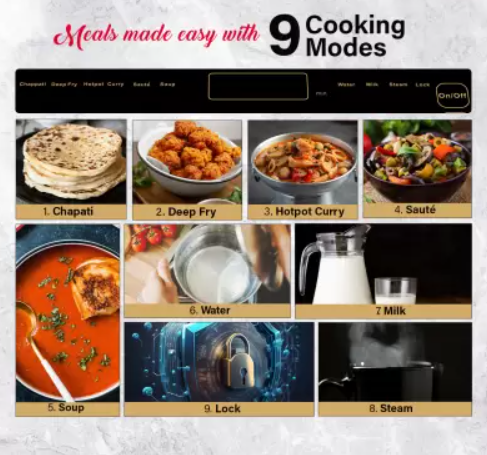 Meals made easy with 9 Cooking Modes
Chappati Deep Fry Hotpot Curry Sauté Soup Water Milk Steam Lock
On/Off
1. Chapati
2. Deep Fry
3. Hotpot Curry
4. Sauté
5. Soup
6. Water
7 Milk
9. Lock
8. Steam